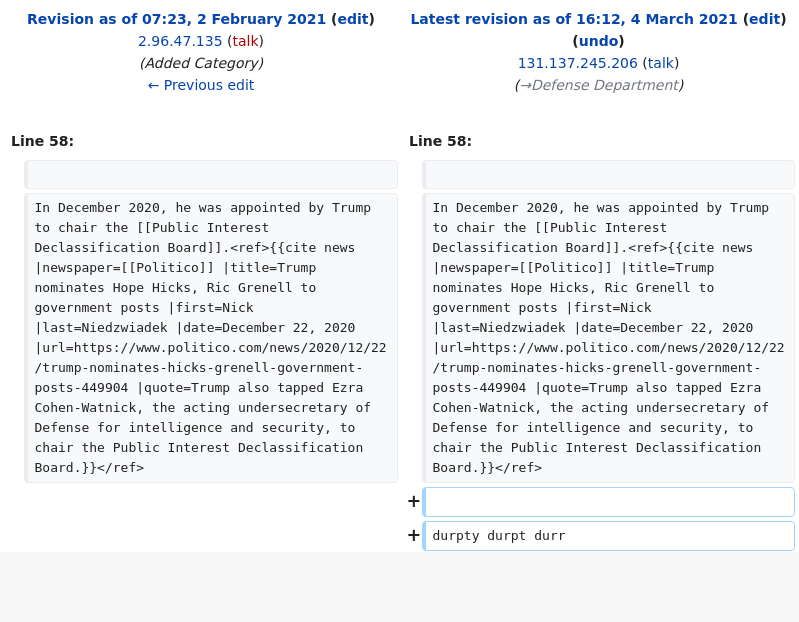 Revision as of 07:23, 2 February 2021 (edit)
2.96.47.135 (talk)
(Added Category)
← Previous edit
Latest revision as of 16:12, 4 March 2021 (edit)
(undo)
131.137.245.206 (talk)
(→Defense Department)
Line 58:
Line 58:
In December 2020, he was appointed by Trump
to chair the [[Public Interest
Declassification Board]].<ref>{{cite news
|newspaper=[[Politico]] |title=Trump
nominates Hope Hicks, Ric Grenell to
government posts |first=Nick
|last=Niedzwiadek |date=December 22, 2020
|url=https://www.politico.com/news/2020/12/22
/trump-nominates-hicks-grenell-government-
posts-449904 |quote=Trump also tapped Ezra
Cohen-Watnick, the acting undersecretary of
Defense for intelligence and security, to
chair the Public Interest Declassification
Board.}}</ref>
In December 2020, he was appointed by Trump
to chair the [[Public Interest
Declassification Board]].<ref>{{cite news
|newspaper=[[Politico]] |title=Trump
nominates Hope Hicks, Ric Grenell to
government posts |first=Nick
|last=Niedzwiadek |date=December 22, 2020
|url=https://www.politico.com/news/2020/12/22
/trump-nominates-hicks-grenell-government-
posts-449904 |quote=Trump also tapped Ezra
Cohen-Watnick, the acting undersecretary of
Defense for intelligence and security, to
chair the Public Interest Declassification
Board.}}</ref>
+
+ durpty durpt durr